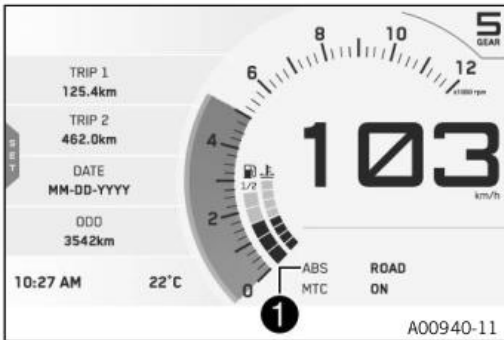 5
GEAR
TRIP 1
125.4km
TRIP 2
462.0km
DATE
MM-DD-YYYY
ODO
3542km
10:27 AM
22°C
SET
0
2
4
6
8
10
12
x1000 rpm
1/2
103
km/h
ABS ROAD
MTC ON
1
A00940-11